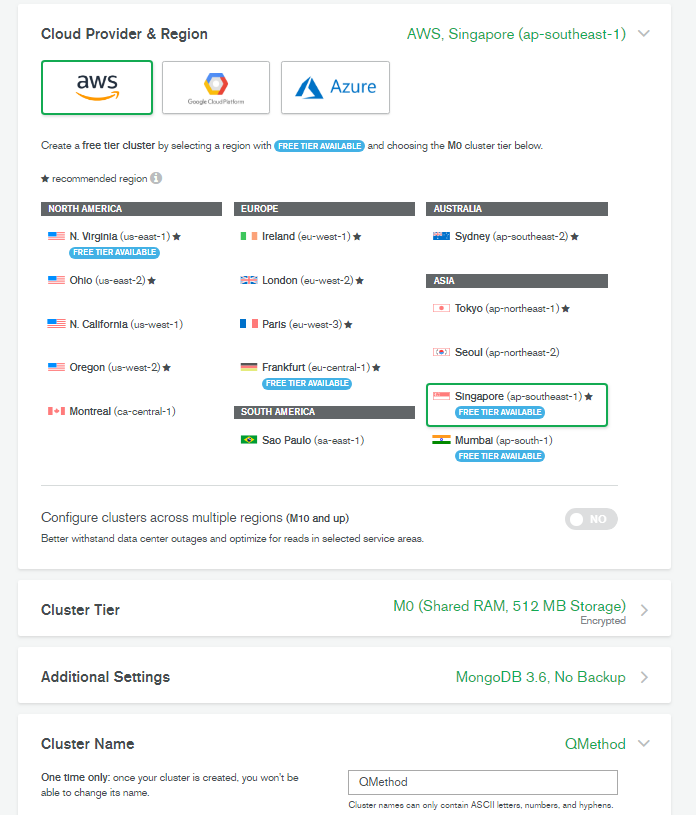 Cloud Provider & Region
AWS, Singapore (ap-southeast-1)
aws
Google Cloud Platform
Azure
Create a free tier cluster by selecting a region with FREE TIER AVAILABLE and choosing the M0 cluster tier below.
★ recommended region i
NORTH AMERICA
N. Virginia (us-east-1) ★
FREE TIER AVAILABLE
Ohio (us-east-2) ★
N. California (us-west-1)
Oregon (us-west-2) ★
Montreal (ca-central-1)
EUROPE
Ireland (eu-west-1) ★
London (eu-west-2) ★
Paris (eu-west-3) ★
Frankfurt (eu-central-1) ★
FREE TIER AVAILABLE
SOUTH AMERICA
Sao Paulo (sa-east-1)
AUSTRALIA
Sydney (ap-southeast-2) ★
ASIA
Tokyo (ap-northeast-1) ★
Seoul (ap-northeast-2)
Singapore (ap-southeast-1) ★
FREE TIER AVAILABLE
Mumbai (ap-south-1)
FREE TIER AVAILABLE
Configure clusters across multiple regions (M10 and up)
NO
Better withstand data center outages and optimize for reads in selected service areas.
Cluster Tier
M0 (Shared RAM, 512 MB Storage)
Encrypted
Additional Settings
MongoDB 3.6, No Backup
Cluster Name
QMethod
One time only: once your cluster is created, you won't be
able to change its name.
QMethod
Cluster names can only contain ASCII letters, numbers, and hyphens.